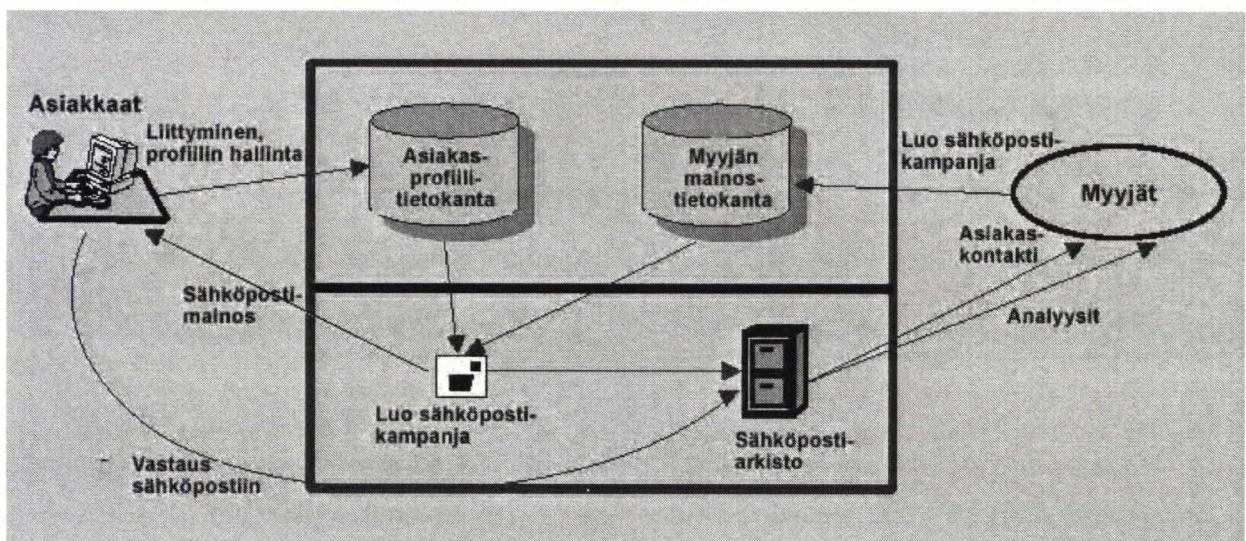 Asiakkaat
Liittyminen,
profiilin hallinta
Asiakas-
profiili-
tietokanta
Myyjän
mainos-
tietokanta
Luo sähköposti-
kampanja
Myyjät
Asiakas-
kontakti
Sähköposti-
mainos
Analyysit
Luo sähköposti-
kampanja
Sähköposti-
arkisto
Vastaus
sähköpostiin